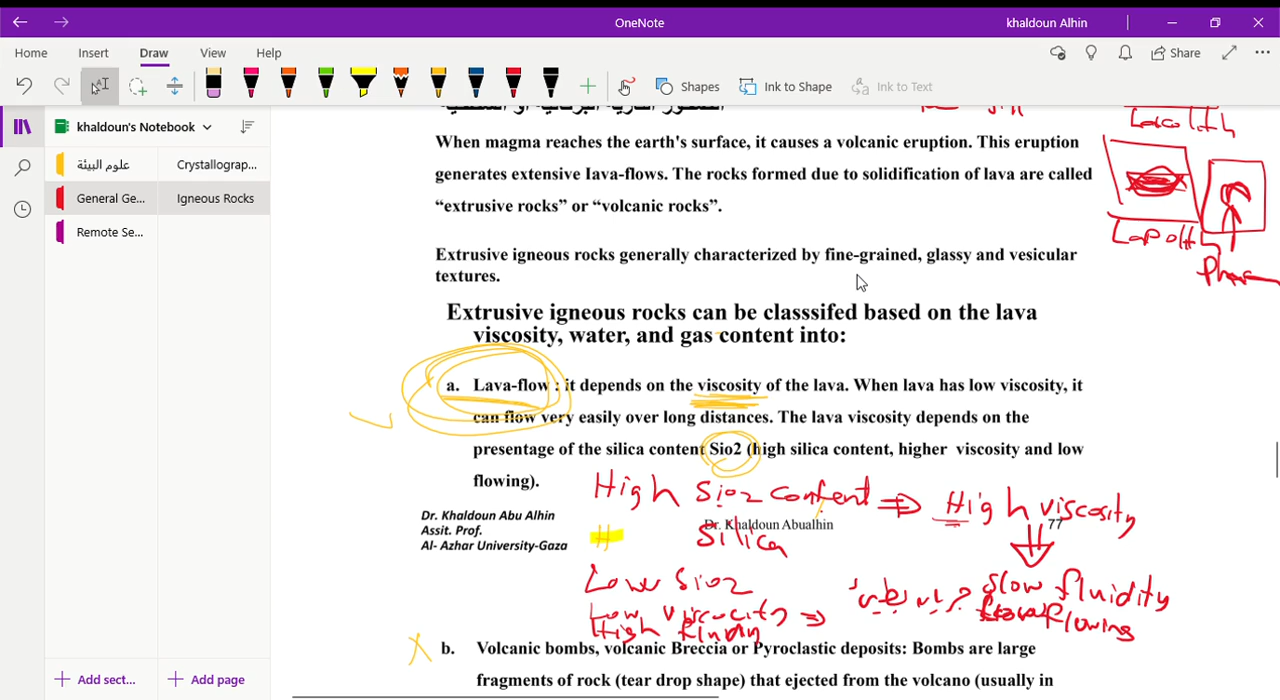 OneNote
khaldoun Alhin
Home
Insert
Draw
View
Help
Share
Shapes
Ink to Shape
Ink to Text
khaldoun's Notebook
علوم البيئة
Crystallograp...
General Ge...
Igneous Rocks
Remote Se...
Add sect...
Add page
Lacolith
When magma reaches the earth's surface, it causes a volcanic eruption. This eruption
generates extensive lava-flows. The rocks formed due to solidification of lava are called
“extrusive rocks” or “volcanic rocks”.
Lapolith
Extrusive igneous rocks generally characterized by fine-grained, glassy and vesicular
textures.
Extrusive igneous rocks can be classsifed based on the lava
viscosity, water, and gas content into:
a. Lava-flow : it depends on the viscosity of the lava. When lava has low viscosity, it
can flow very easily over long distances. The lava viscosity depends on the
presentage of the silica content Sio2 (high silica content, higher viscosity and low
flowing).
High Sio2 content ⇒ High viscosity
Dr. Khaldoun Abu Alhin
Assit. Prof.
Al- Azhar University-Gaza
Dr. Khaldoun Abualhin
77
Silica
Low Sio2
slow fluidity
Low viscocity ⇒
flowing
High fluidy
b. Volcanic bombs, volcanic Breccia or Pyroclastic deposits: Bombs are large
fragments of rock (tear drop shape) that ejected from the volcano (usually in